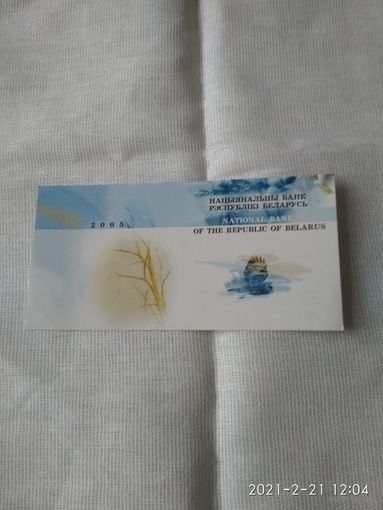 НАЦЫЯНАЛЬНЫ БАНК
РЭСПУБЛІКІ БЕЛАРУСЬ
2005
NATIONAL BANK
OF THE REPUBLIC OF BELARUS
2021-2-21 12:04